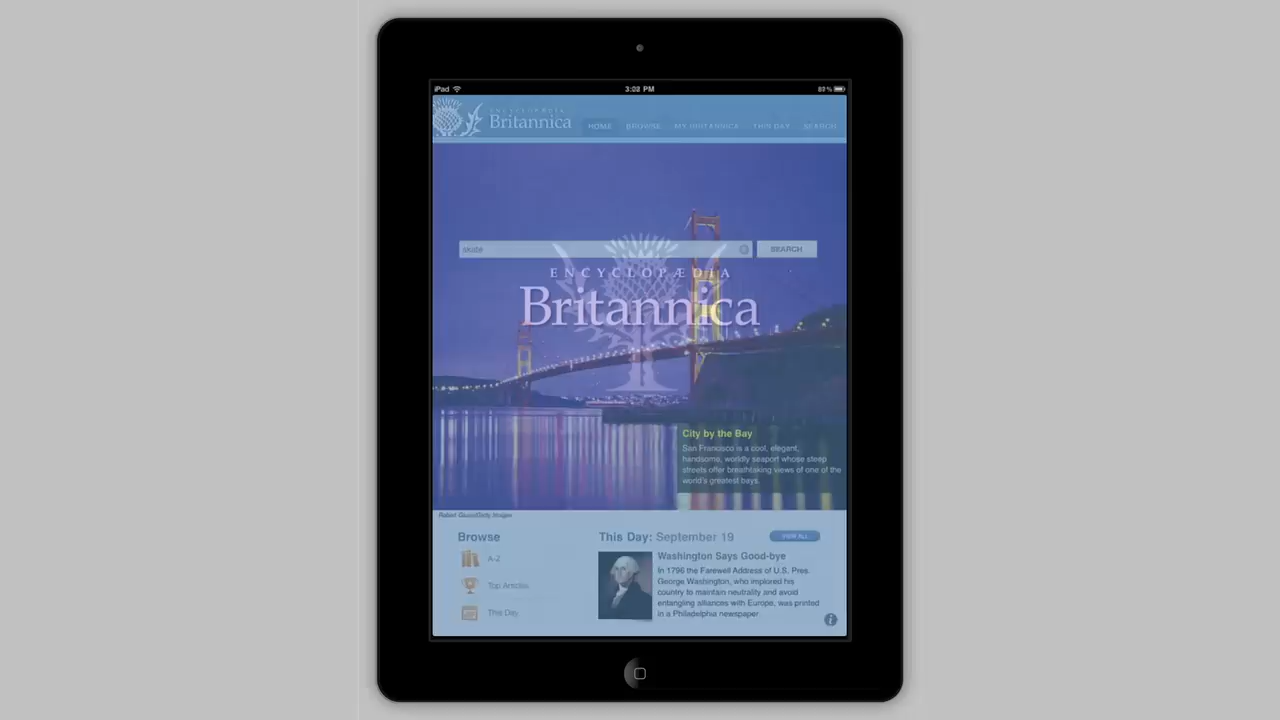 iPad
3:03 PM
83%
ENCYCLOPÆDIA
Britannica
HOME
BROWSE
MY BRITANNICA
THIS DAY
SEARCH
SEARCH
ENCYCLOPÆDIA
Britannica
City by the Bay
San Francisco is a cool, elegant,
handsome, worldly seaport whose steep
streets offer breathtaking views of one of the
world's greatest bays.
Browse
A-Z
Top Articles
This Day
This Day: September 19
VIEW ALL
Washington Says Good-bye
In 1796 the Farewell Address of U.S. Pres.
George Washington, who implored his
country to maintain neutrality and avoid
entangling alliances with Europe, was printed
in a Philadelphia newspaper
i